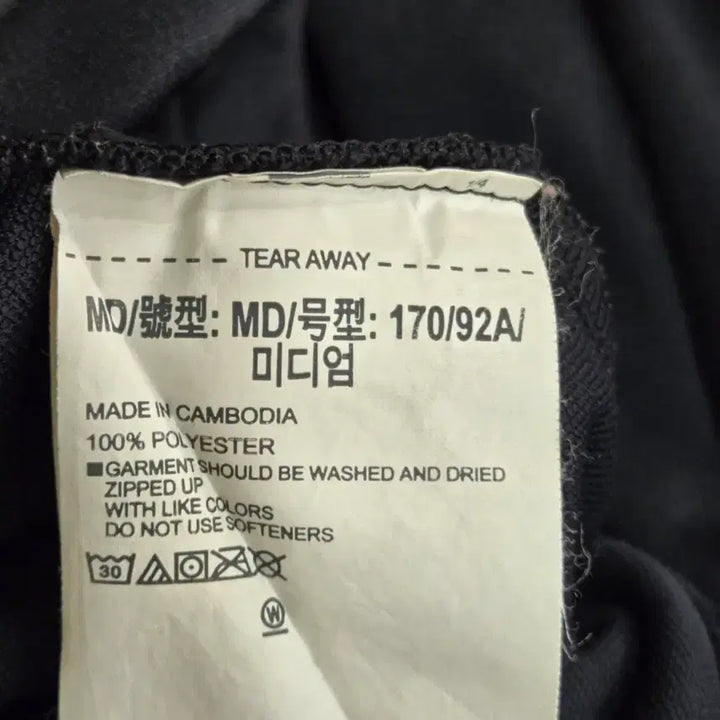 TEAR AWAY
MD/號型: MD/号型: 170/92A/
미디엄
MADE IN CAMBODIA
100% POLYESTER
GARMENT SHOULD BE WASHED AND DRIED
ZIPPED UP
WITH LIKE COLORS
DO NOT USE SOFTENERS
30
W